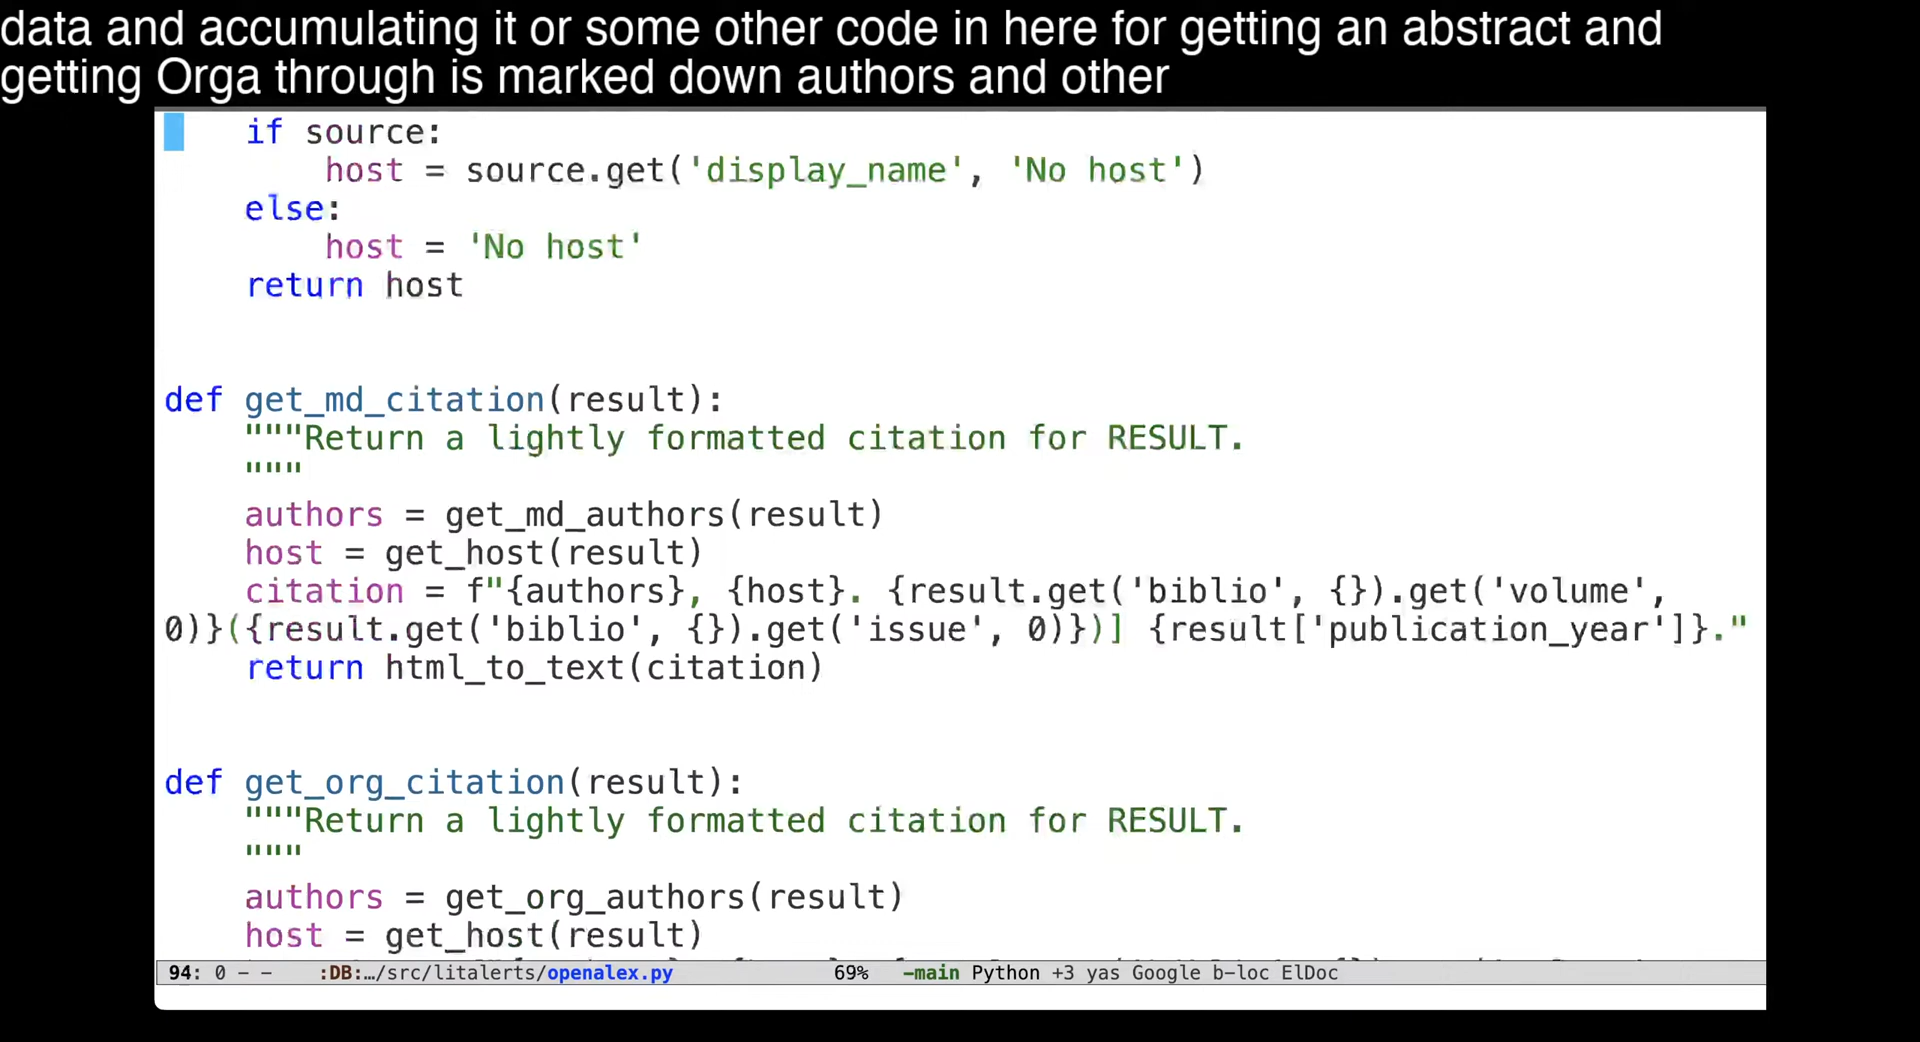 data and accumulating it or some other code in here for getting an abstract and
getting Orga through is marked down authors and other
if source:
host = source.get('display_name', 'No host')
else:
host = 'No host'
return host
def get_md_citation(result):
"""Return a lightly formatted citation for RESULT.
"""
authors = get_md_authors(result)
host = get_host(result)
citation = f"{authors}, {host}. {result.get('biblio', {}).get('volume',
0)}({result.get('biblio', {}).get('issue', 0)})] {result['publication_year']}."
return html_to_text(citation)
def get_org_citation(result):
"""Return a lightly formatted citation for RESULT.
"""
authors = get_org_authors(result)
host = get_host(result)
94: 0 - - :DB:…/src/litalerts/openalex.py 69% -main Python +3 yas Google b-loc ElDoc